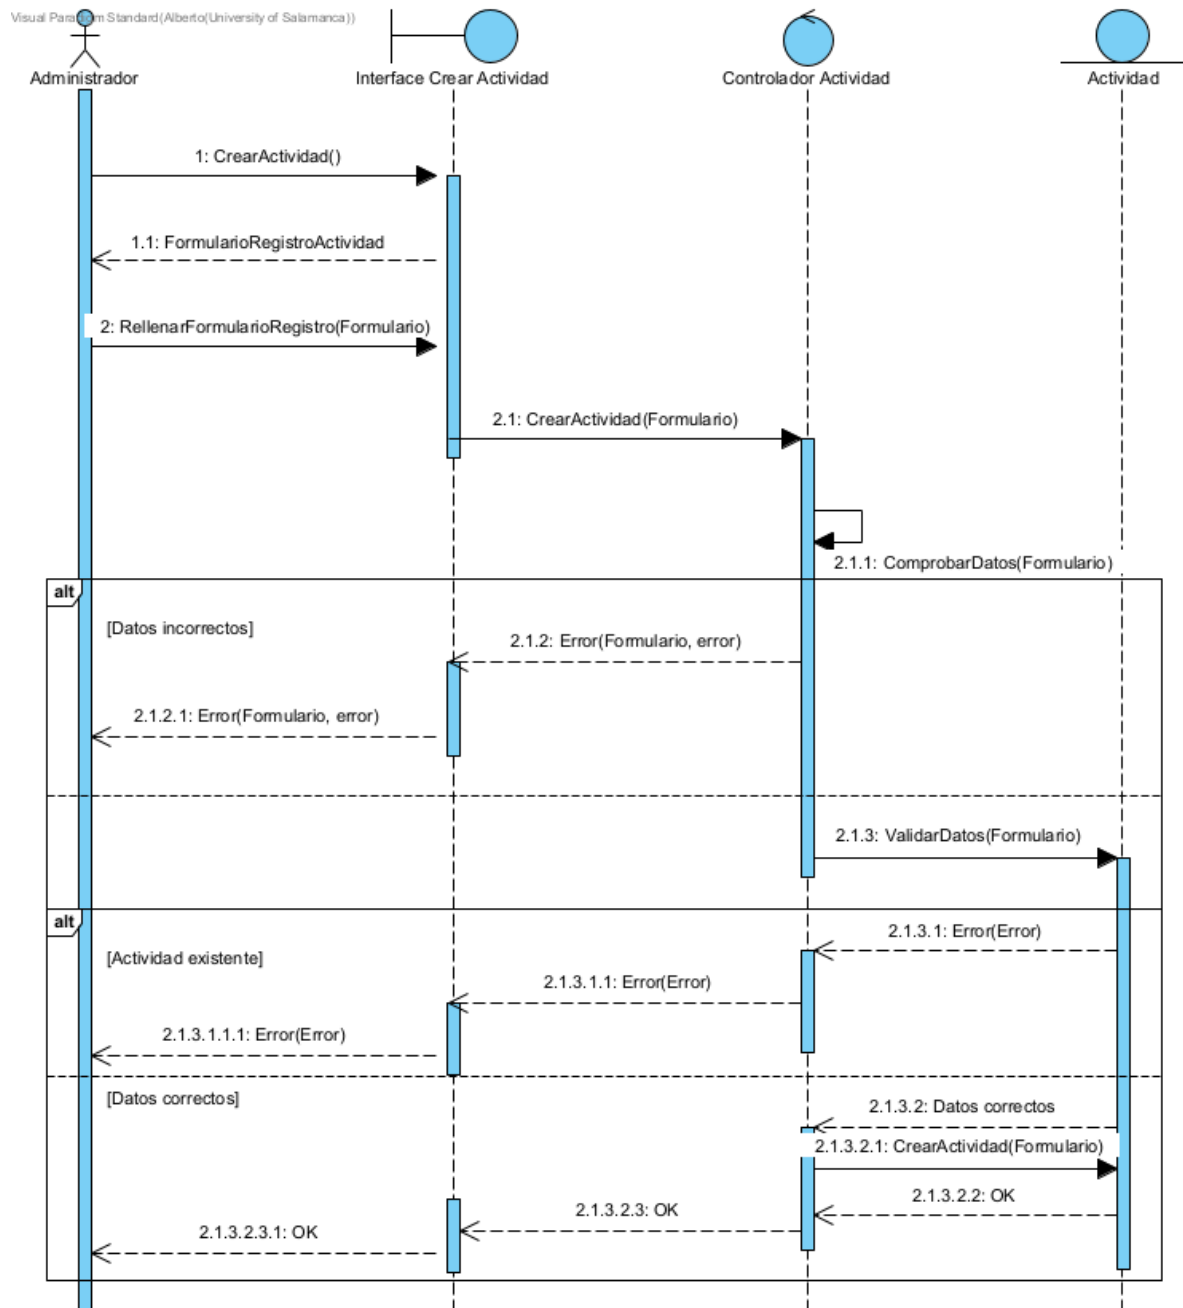 Visual Paradigm Standard(Alberto(University of Salamanca))
Administrador
Interface Crear Actividad
Controlador Actividad
Actividad
1: CrearActividad()
1.1: FormularioRegistroActividad
2: RellenarFormularioRegistro(Formulario)
2.1: CrearActividad(Formulario)
2.1.1: ComprobarDatos(Formulario)
alt
[Datos incorrectos]
2.1.2: Error(Formulario, error)
2.1.2.1: Error(Formulario, error)
2.1.3: ValidarDatos(Formulario)
alt
2.1.3.1: Error(Error)
[Actividad existente]
2.1.3.1.1: Error(Error)
2.1.3.1.1.1: Error(Error)
[Datos correctos]
2.1.3.2: Datos correctos
2.1.3.2.1: CrearActividad(Formulario)
2.1.3.2.2: OK
2.1.3.2.3: OK
2.1.3.2.3.1: OK